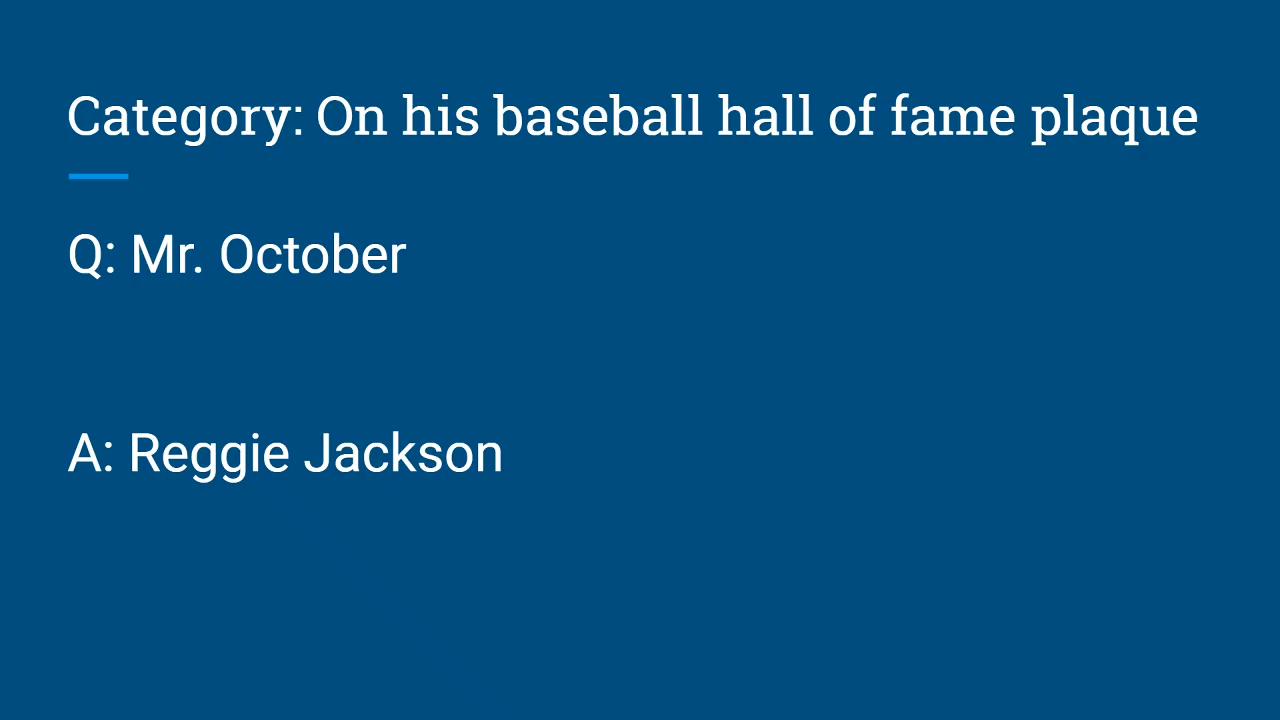 Category: On his baseball hall of fame plaque
Q: Mr. October
A: Reggie Jackson